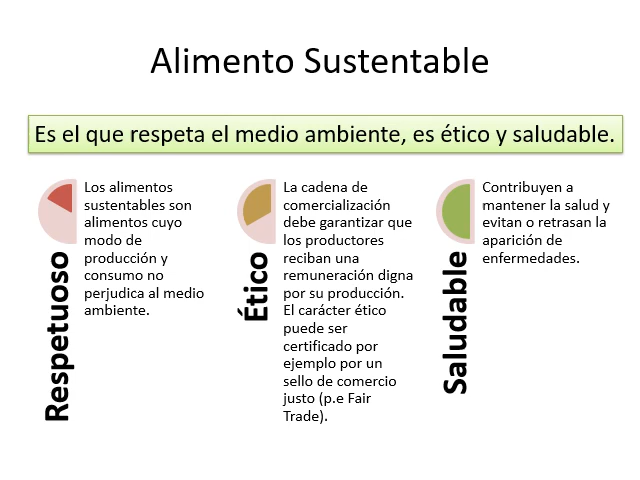 Alimento Sustentable
Es el que respeta el medio ambiente, es ético y saludable.
Respetuoso
Los alimentos
sustentables son
alimentos cuyo
modo de
producción y
consumo no
perjudica al medio
ambiente.
Ético
La cadena de
comercialización
debe garantizar que
los productores
reciban una
remuneración digna
por su producción.
El carácter ético
puede ser
certificado por
ejemplo por un
sello de comercio
justo (p.e Fair
Trade).
Saludable
Contribuyen a
mantener la salud y
evitan o retrasan la
aparición de
enfermedades.